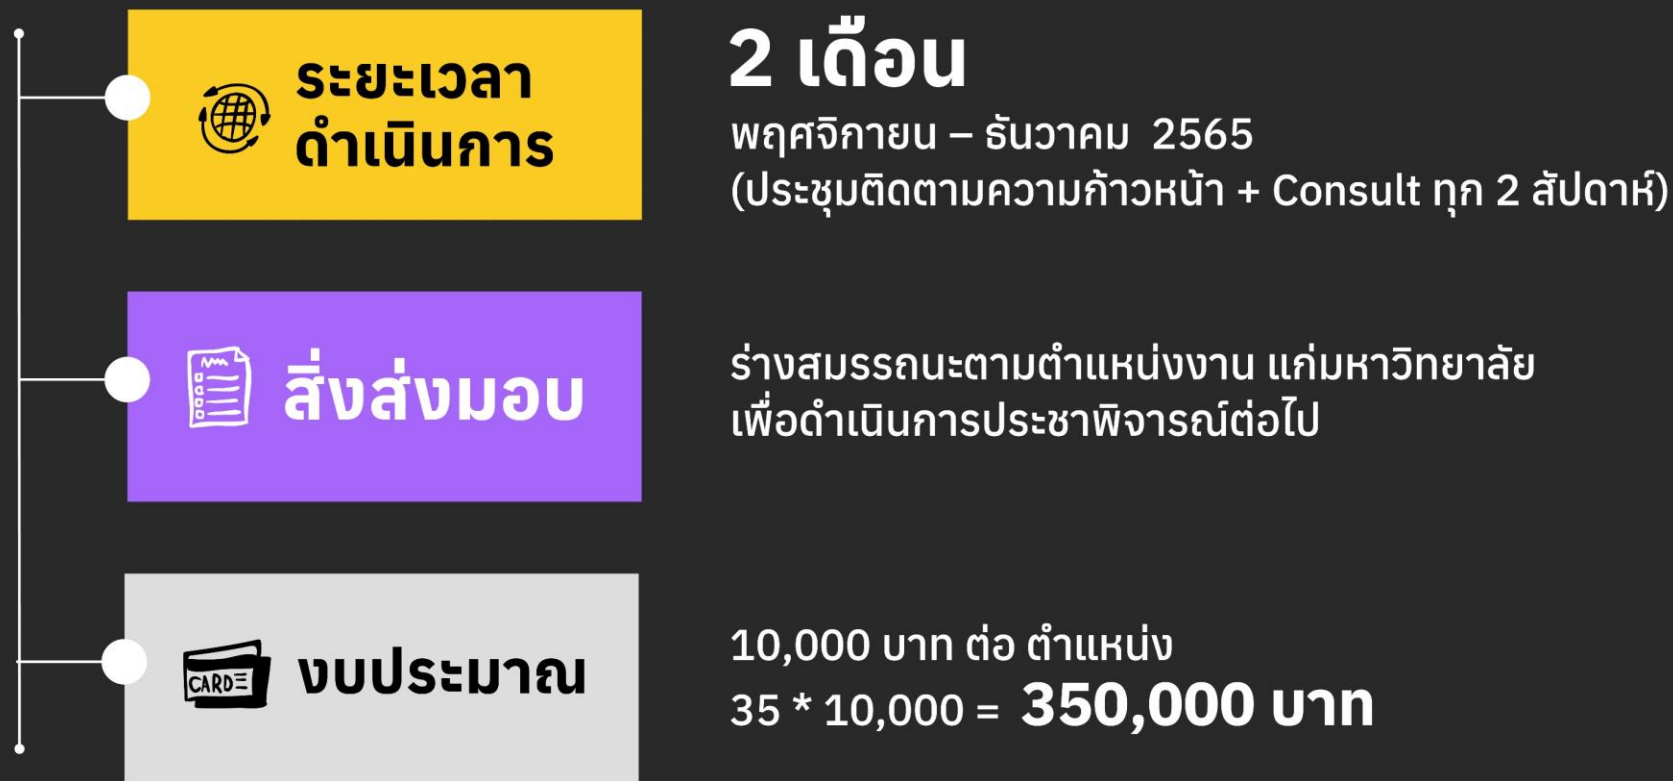 ระยะเวลา
ดำเนินการ
2 เดือน
พฤศจิกายน – ธันวาคม 2565
(ประชุมติดตามความก้าวหน้า + Consult ทุก 2 สัปดาห์)
สิ่งส่งมอบ
ร่างสมรรถนะตามตำแหน่งงาน แก่มหาวิทยาลัย
เพื่อดำเนินการประชาพิจารณ์ต่อไป
CARD
งบประมาณ
10,000 บาท ต่อ ตำแหน่ง
35 * 10,000 = 350,000 บาท